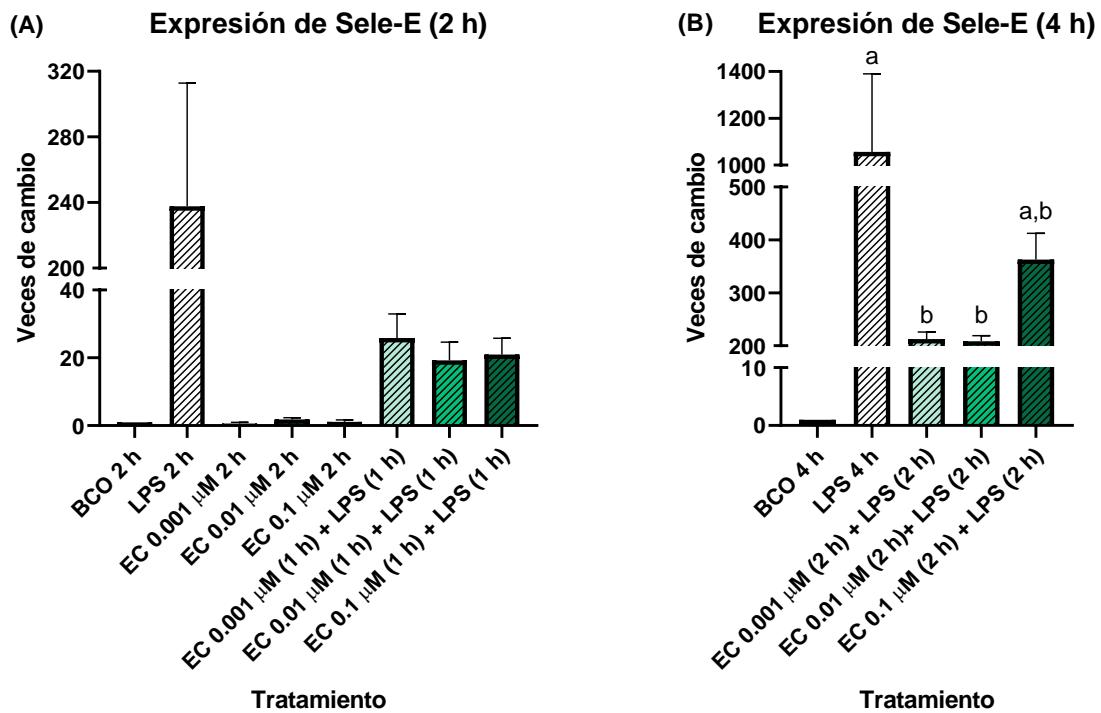 (A)
Expresión de Sele-E (2 h)
Veces de cambio
320
280
240
200
40
20
0
BCO 2 h
LPS 2 h
EC 0.001 μM 2 h
EC 0.01 μM 2 h
EC 0.1 μM 2 h
EC 0.001 μM (1 h) + LPS (1 h)
EC 0.01 μM (1 h) + LPS (1 h)
EC 0.1 μM (1 h) + LPS (1 h)
Tratamiento
(B)
Expresión de Sele-E (4 h)
Veces de cambio
1400
1200
1000
500
400
300
200
10
0
a
b
b
a,b
BCO 4 h
LPS 4 h
EC 0.001 μM (2 h) + LPS (2 h)
EC 0.01 μM (2 h)+ LPS (2 h)
EC 0.1 μM (2 h) + LPS (2 h)
Tratamiento